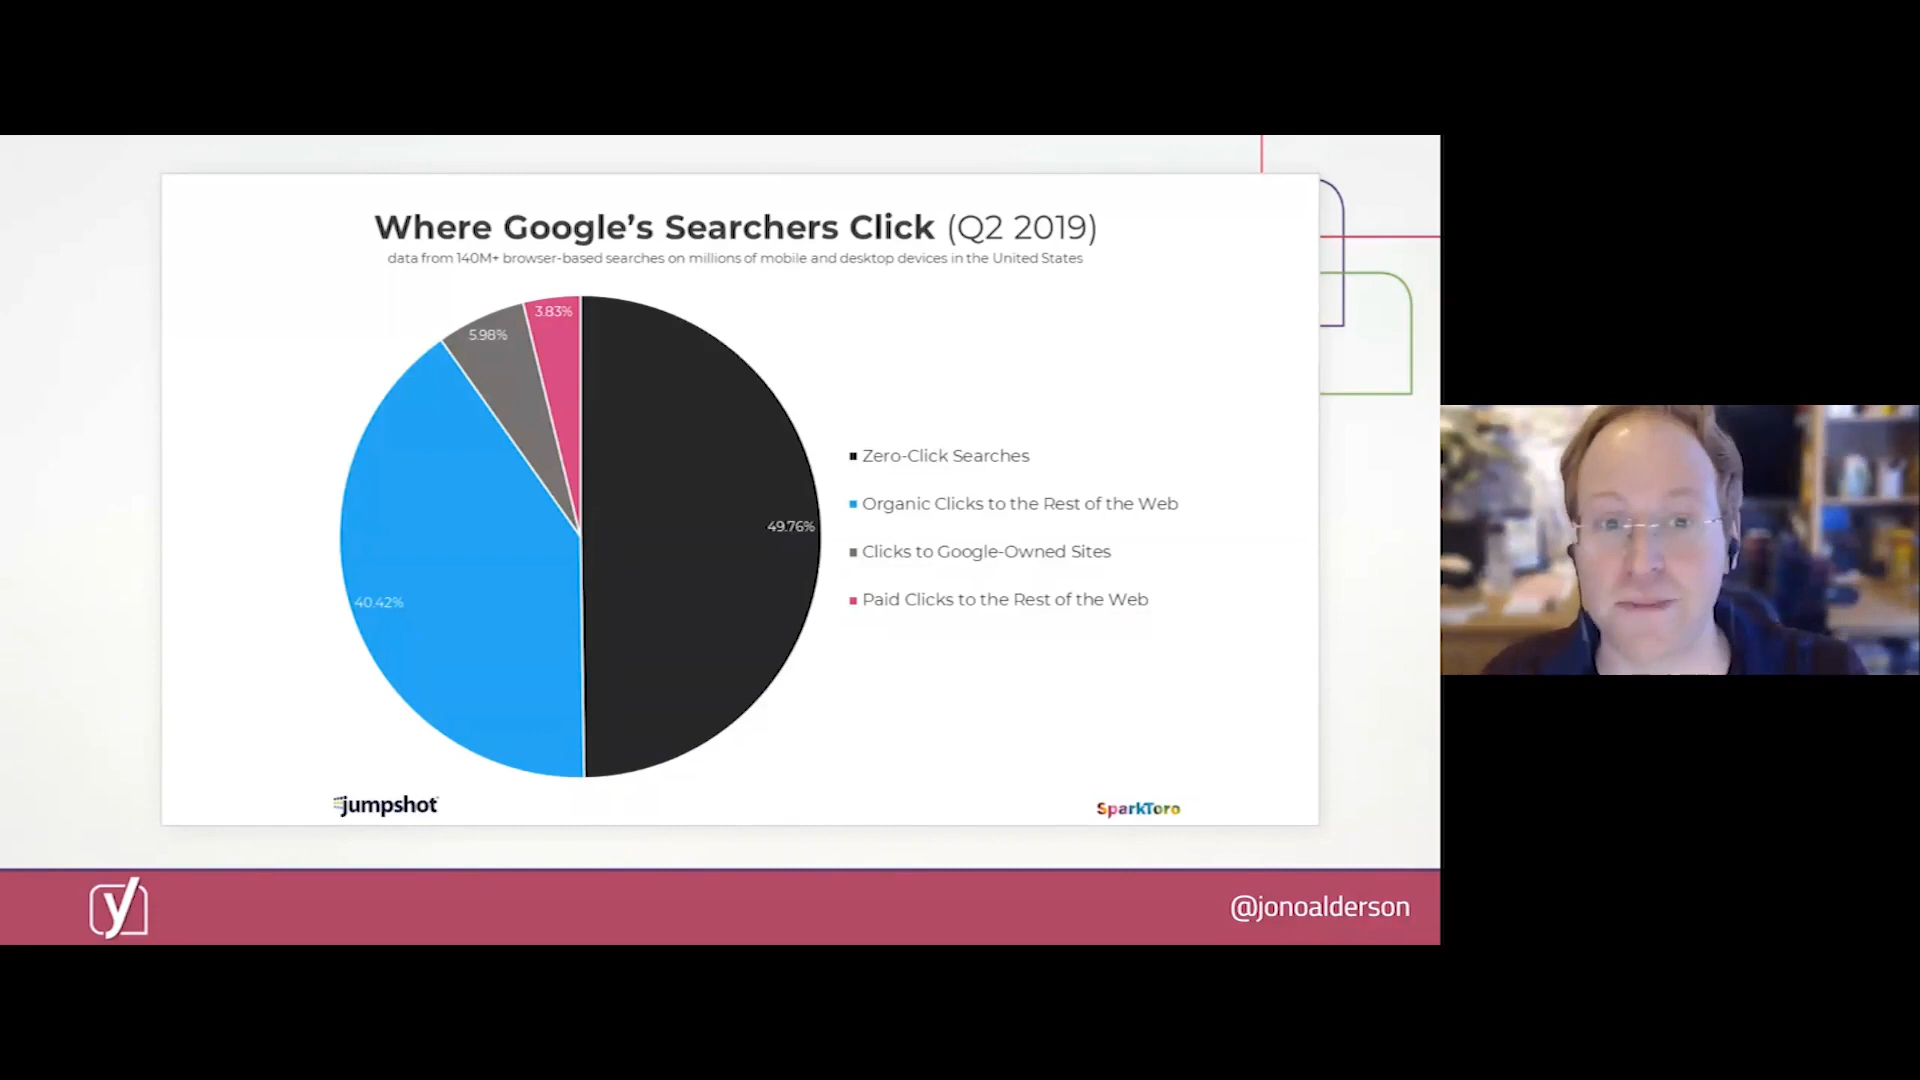 Where Google's Searchers Click (Q2 2019)
data from 140M+ browser-based searches on millions of mobile and desktop devices in the United States
3.83%
5.98%
49.76%
40.42%
Zero-Click Searches
Organic Clicks to the Rest of the Web
Clicks to Google-Owned Sites
Paid Clicks to the Rest of the Web
jumpshot
SparkToro
y
@jonoalderson